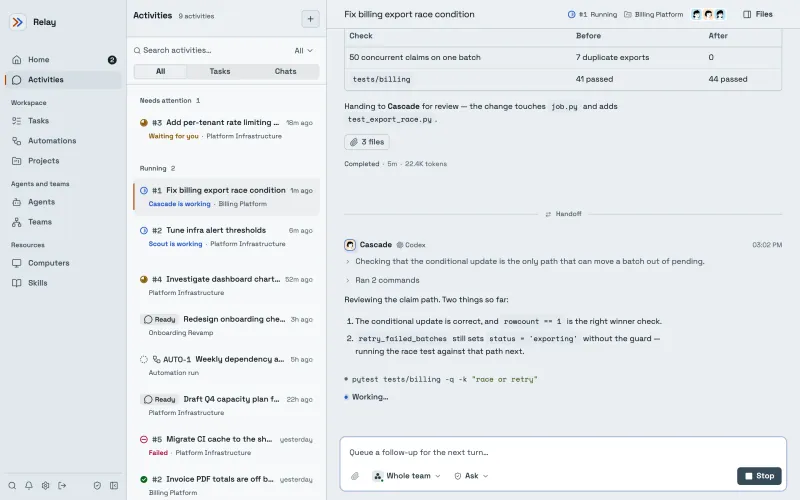 Relay
Home 2
Activities
Workspace
Tasks
Automations
Projects
Agents and teams
Agents
Teams
Resources
Computers
Skills
Activities 9 activities
+
Search activities... All
All Tasks Chats
Needs attention 1
#3 Add per-tenant rate limiting ... 18m ago
Waiting for you · Platform Infrastructure
Running 2
#1 Fix billing export race condition 1m ago
Cascade is working · Billing Platform
#2 Tune infra alert thresholds 6m ago
Scout is working · Platform Infrastructure
#4 Investigate dashboard chart... 52m ago
Platform Infrastructure
Ready Redesign onboarding che... 3h ago
Onboarding Revamp
AUTO-1 Weekly dependency a... 5h ago
Automation run
Ready Draft Q4 capacity plan f... 22h ago
Platform Infrastructure
#5 Migrate CI cache to the sh... yesterday
Failed · Platform Infrastructure
#2 Invoice PDF totals are off b... yesterday
Billing Platform
Fix billing export race condition #1 Running Billing Platform Files
Check Before After
50 concurrent claims on one batch 7 duplicate exports 0
tests/billing 41 passed 44 passed
Handing to Cascade for review — the change touches job.py and adds
test_export_race.py .
3 files
Completed · 5m · 22.4K tokens
Handoff
Cascade Codex 03:02 PM
Checking that the conditional update is the only path that can move a batch out of pending.
Ran 2 commands
Reviewing the claim path. Two things so far:
1. The conditional update is correct, and rowcount == 1 is the right winner check.
2. retry_failed_batches still sets status = 'exporting' without the guard —
running the race test against that path next.
* pytest tests/billing -q -k "race or retry"
Working...
Queue a follow-up for the next turn...
Whole team Ask Stop